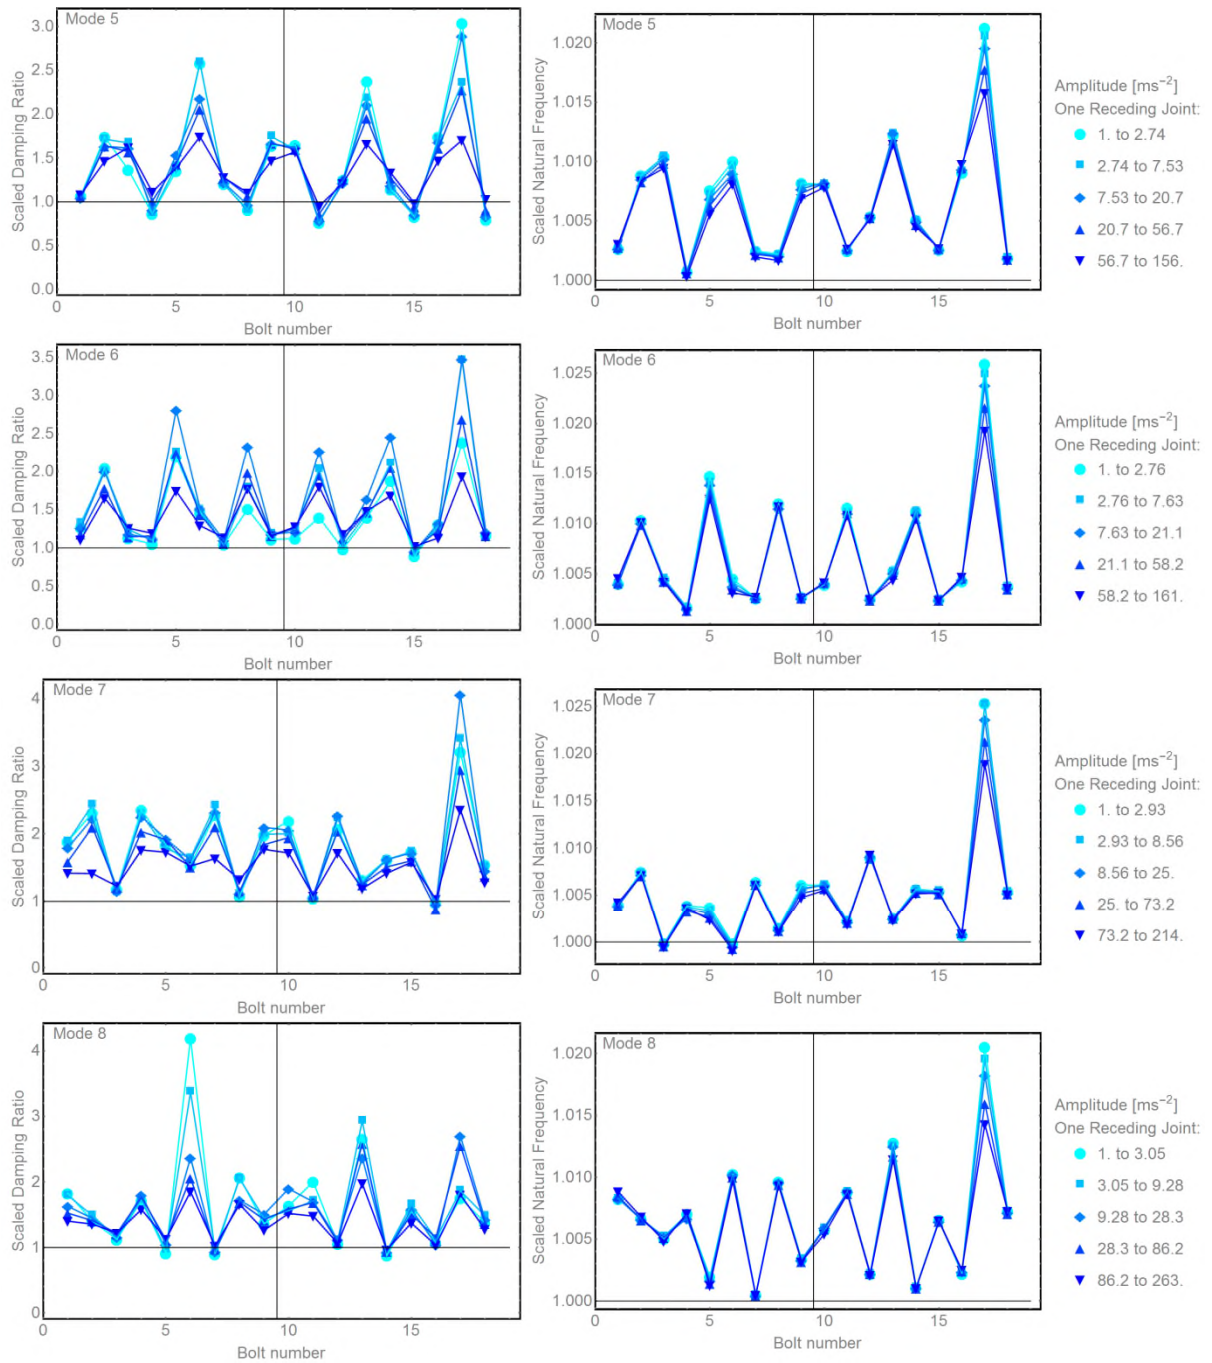 Mode 5
Scaled Damping Ratio
3.0
2.5
2.0
1.5
1.0
0.5
0.0
0 5 10 15
Bolt number
Mode 5
Scaled Natural Frequency
1.020
1.015
1.010
1.005
1.000
0 5 10 15
Bolt number
Amplitude [ms⁻²]
One Receding Joint:
1. to 2.74
2.74 to 7.53
7.53 to 20.7
20.7 to 56.7
56.7 to 156.
Mode 6
Scaled Damping Ratio
3.5
3.0
2.5
2.0
1.5
1.0
0.5
0.0
0 5 10 15
Bolt number
Mode 6
Scaled Natural Frequency
1.025
1.020
1.015
1.010
1.005
1.000
0 5 10 15
Bolt number
Amplitude [ms⁻²]
One Receding Joint:
1. to 2.76
2.76 to 7.63
7.63 to 21.1
21.1 to 58.2
58.2 to 161.
Mode 7
Scaled Damping Ratio
4
3
2
1
0
0 5 10 15
Bolt number
Mode 7
Scaled Natural Frequency
1.025
1.020
1.015
1.010
1.005
1.000
0 5 10 15
Bolt number
Amplitude [ms⁻²]
One Receding Joint:
1. to 2.93
2.93 to 8.56
8.56 to 25.
25. to 73.2
73.2 to 214.
Mode 8
Scaled Damping Ratio
4
3
2
1
0
0 5 10 15
Bolt number
Mode 8
Scaled Natural Frequency
1.020
1.015
1.010
1.005
1.000
0 5 10 15
Bolt number
Amplitude [ms⁻²]
One Receding Joint:
1. to 3.05
3.05 to 9.28
9.28 to 28.3
28.3 to 86.2
86.2 to 263.